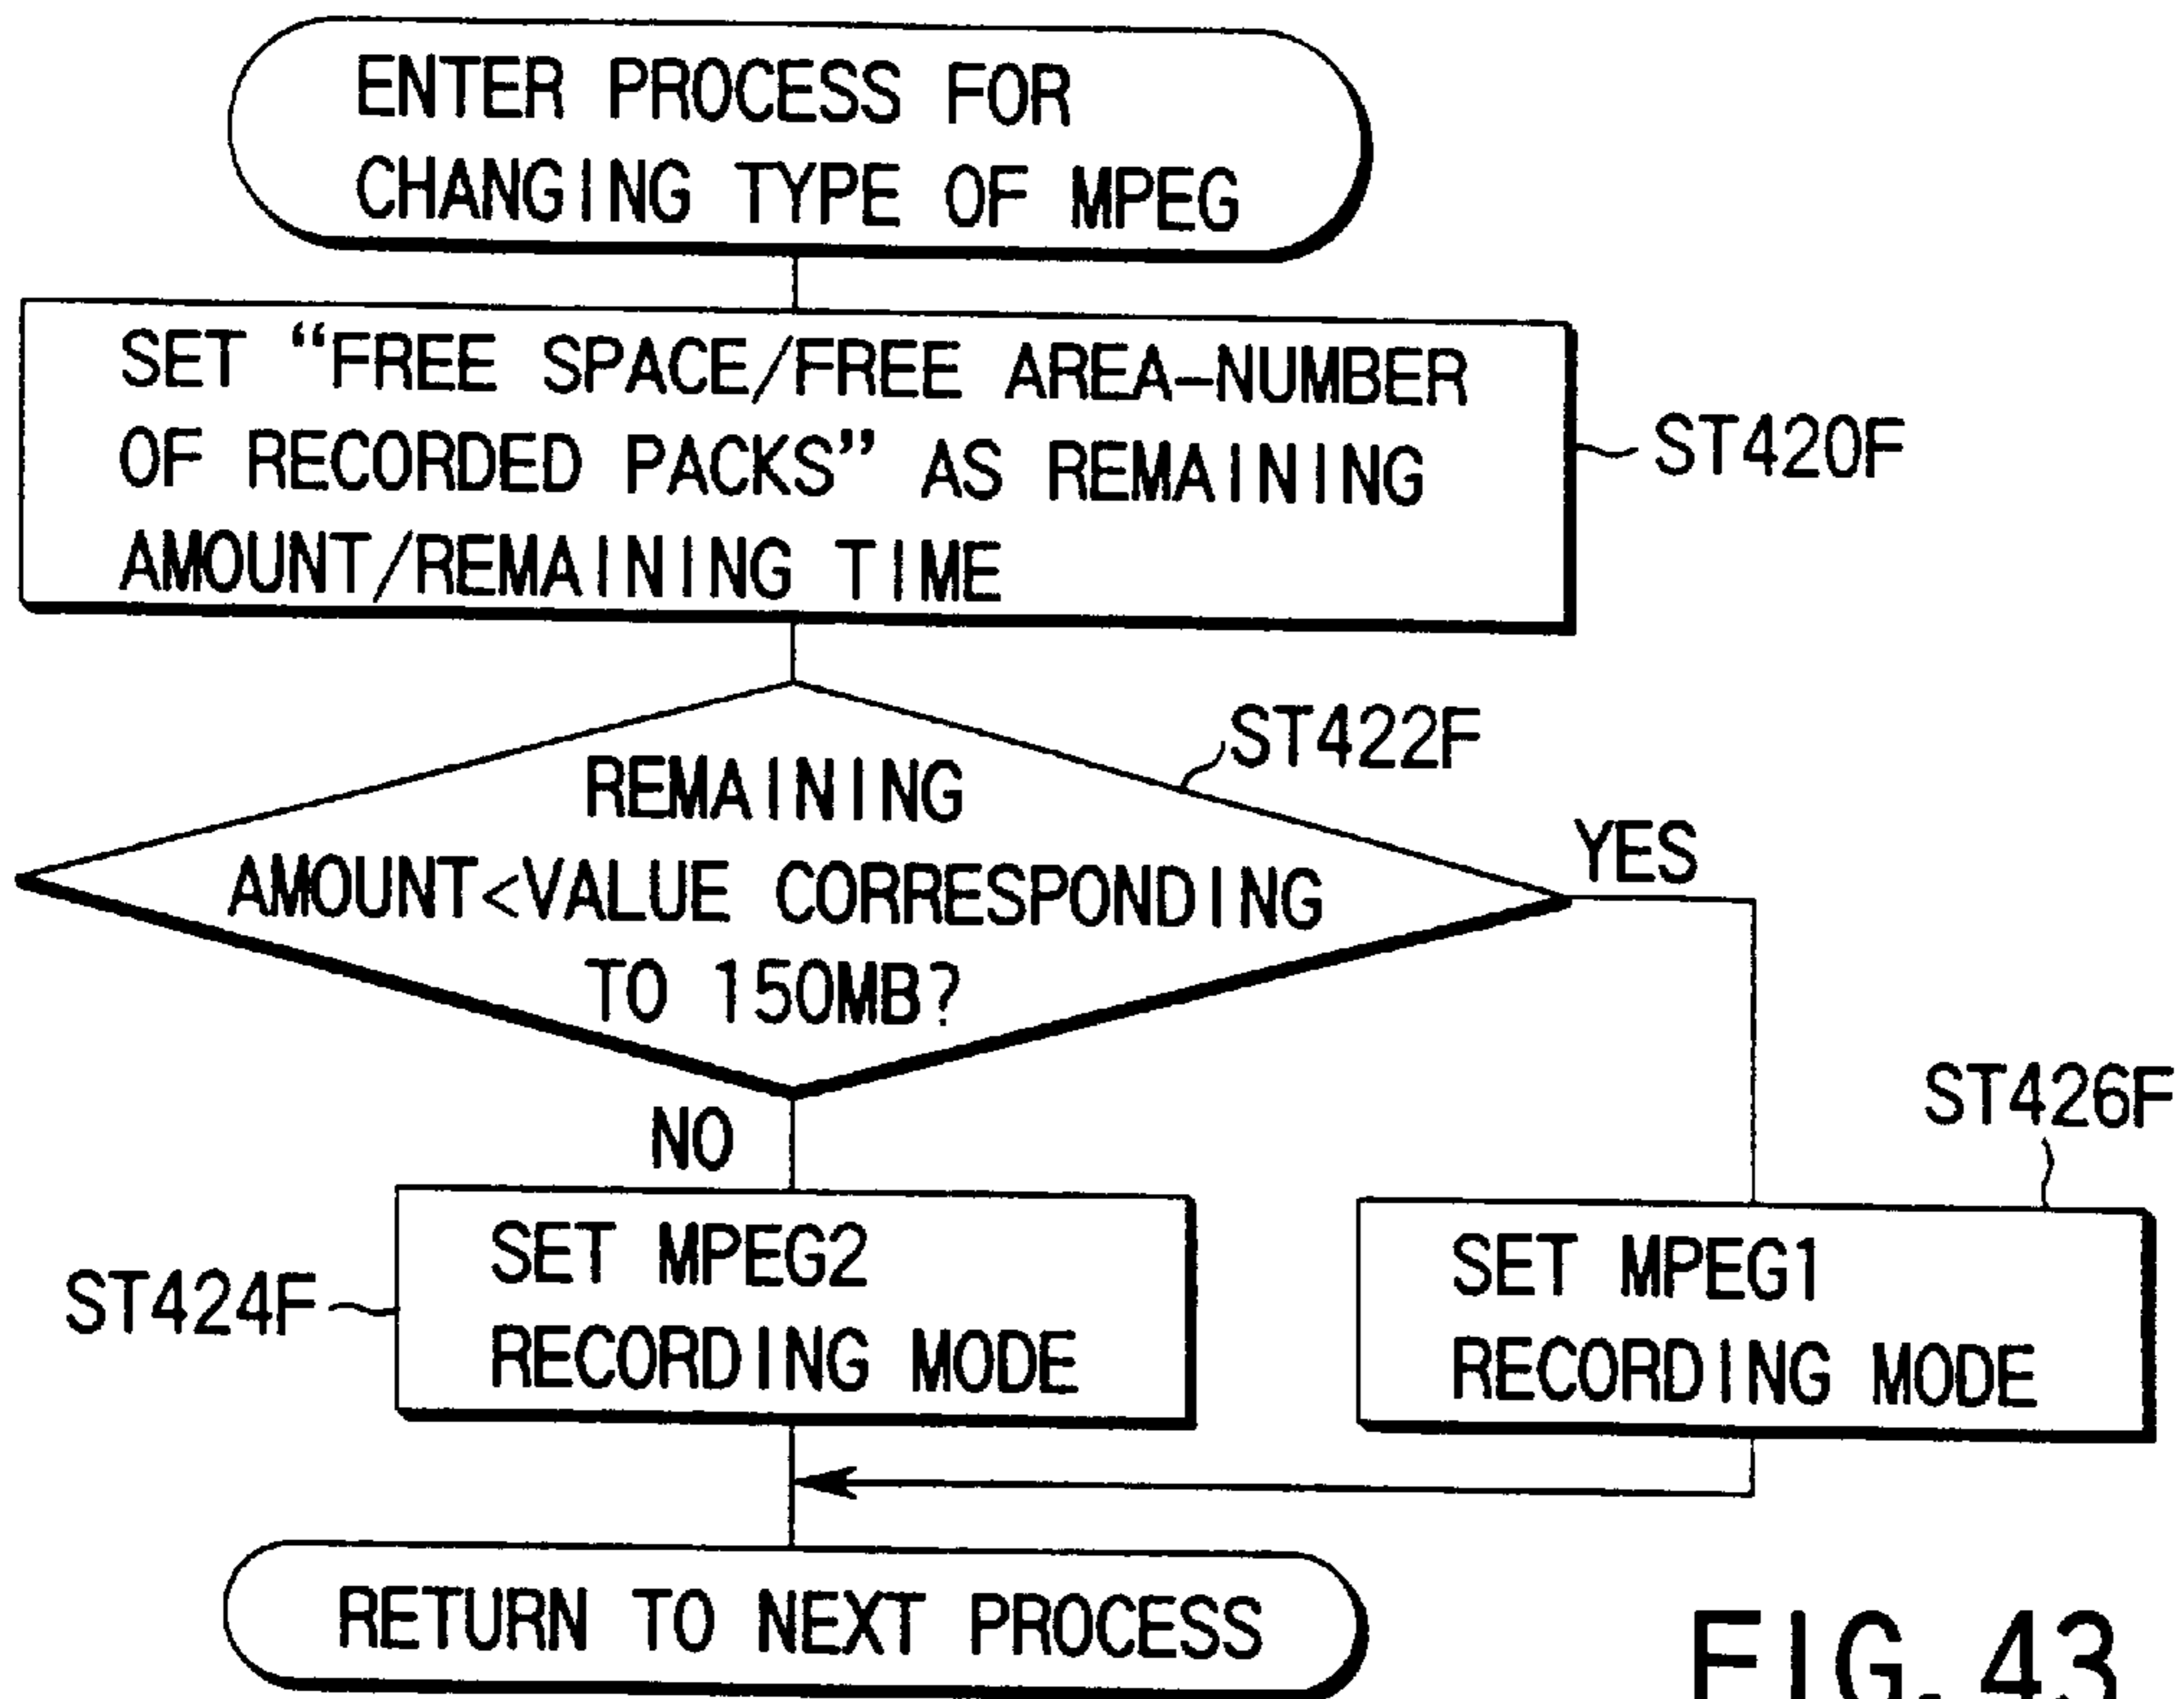 ENTER PROCESS FOR
CHANGING TYPE OF MPEG
SET “FREE SPACE/FREE AREA-NUMBER
OF RECORDED PACKS” AS REMAINING
AMOUNT/REMAINING TIME
ST420F
ST422F
REMAINING
AMOUNT<VALUE CORRESPONDING
TO 150MB?
YES
NO
ST426F
ST424F
SET MPEG2
RECORDING MODE
SET MPEG1
RECORDING MODE
RETURN TO NEXT PROCESS
FIG. 43